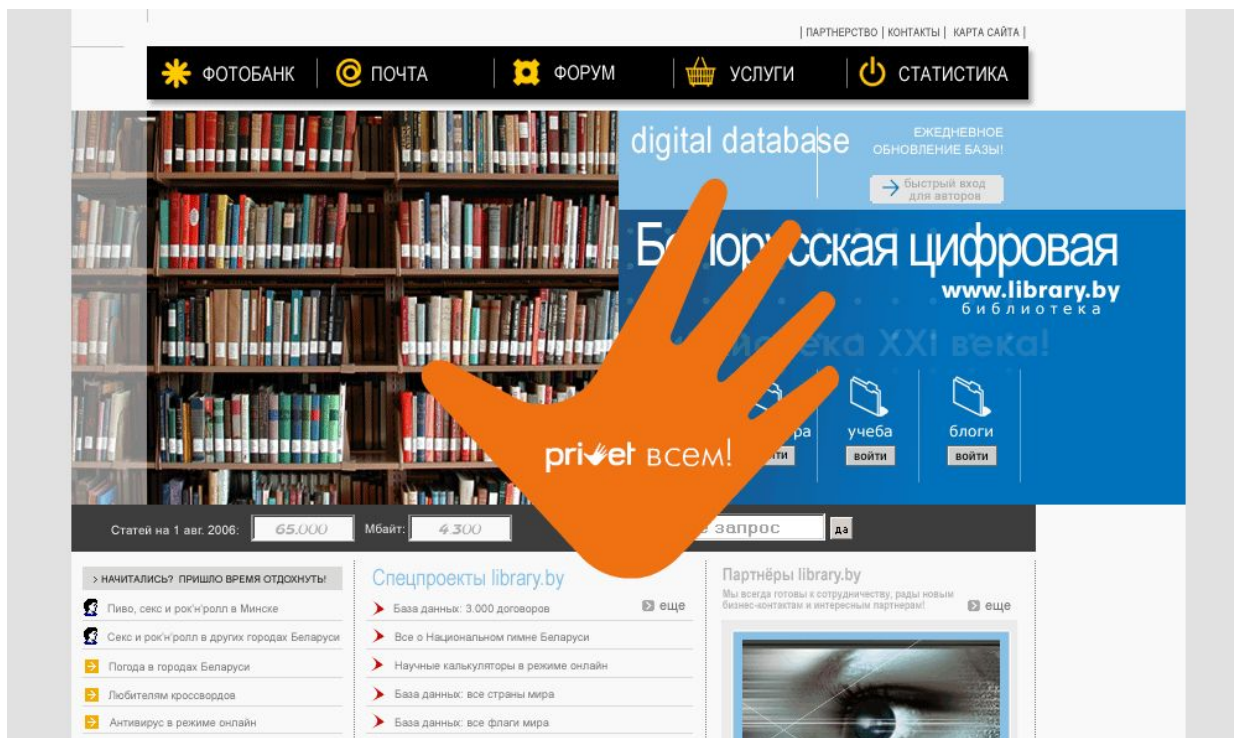 | ПАРТНЕРСТВО | КОНТАКТЫ | КАРТА САЙТА |
ФОТОБАНК
ПОЧТА
ФОРУМ
УСЛУГИ
СТАТИСТИКА
digital database
ЕЖЕДНЕВНОЕ
ОБНОВЛЕНИЕ БАЗЫ!
быстрый вход
для авторов
цифровая
www.library.by
библиотека
XXI века!
учеба
блоги
войти
войти
privet всем!
Статей на 1 авг. 2006: 65.000 Мбайт: 4 300
запрос
да
> НАЧИТАЛИСЬ? ПРИШЛО ВРЕМЯ ОТДОХНУТЬ!
Пиво, секс и рок'н'ролл в Минске
Секс и рок'н'ролл в других городах Беларуси
Погода в городах Беларуси
Любителям кроссвордов
Антивирус в режиме онлайн
Спецпроекты library.by
База данных: 3.000 договоров
еще
Все о Национальном гимне Беларуси
Научные калькуляторы в режиме онлайн
База данных: все страны мира
База данных: все флаги мира
Партнёры library.by
Мы всегда готовы к сотрудничеству, рады новым
бизнес-контактам и интересным партнерам!
еще